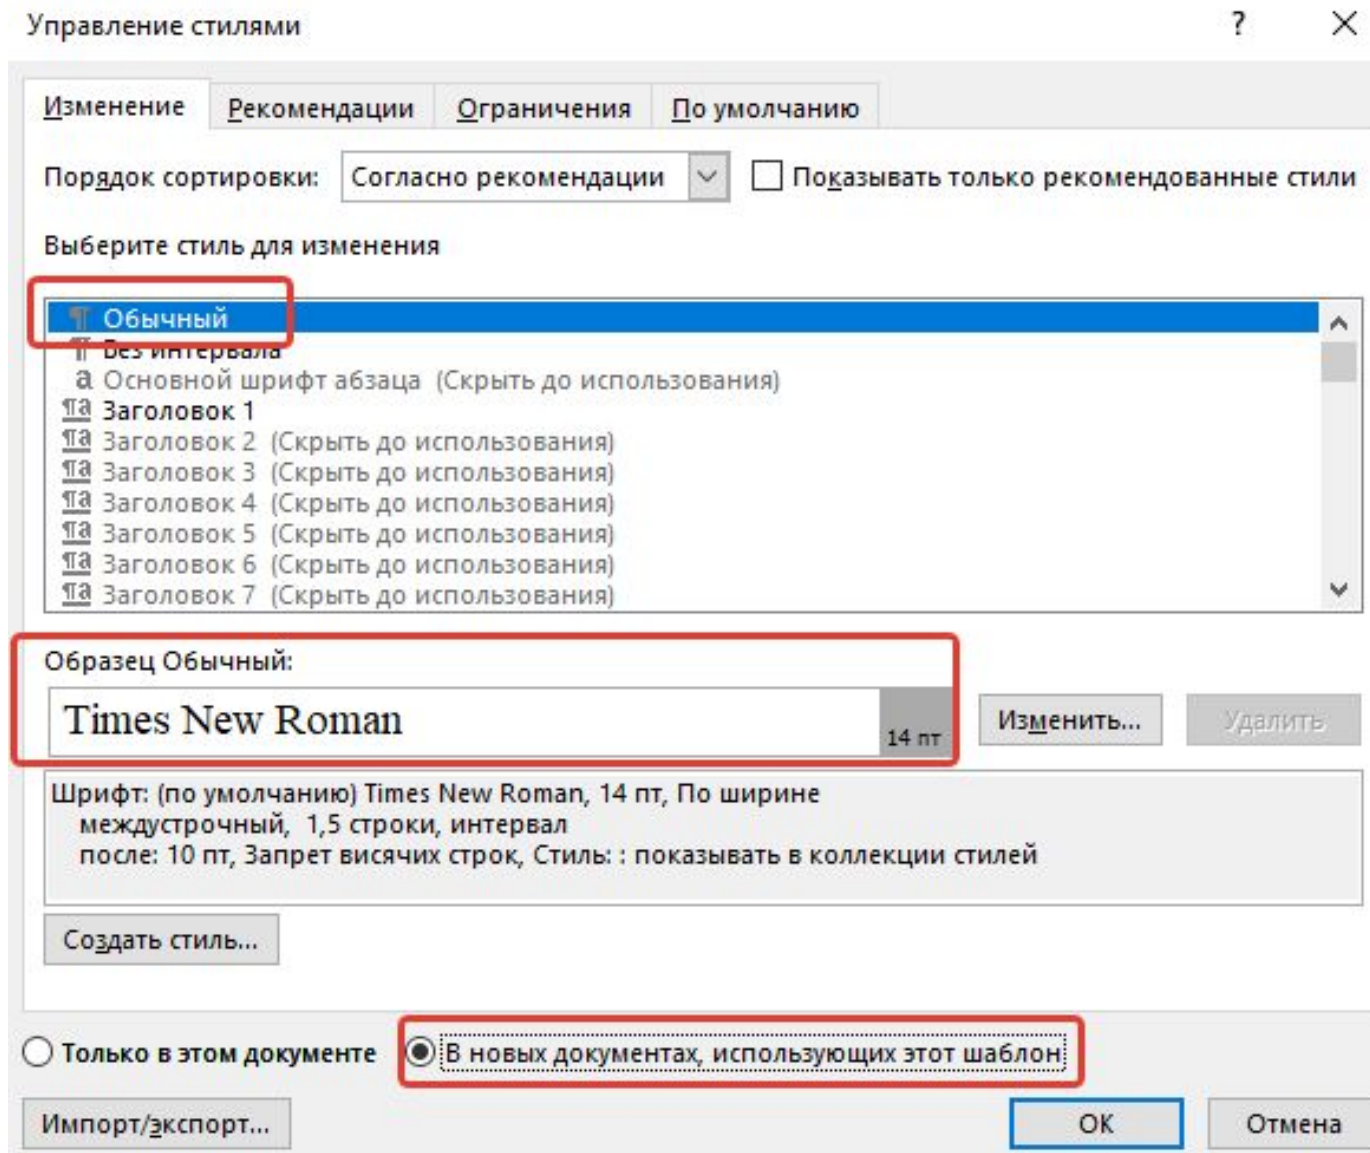 Управление стилями ?
Изменение Рекомендации Ограничения По умолчанию
Порядок сортировки: Согласно рекомендации Показывать только рекомендованные стили
Выберите стиль для изменения
¶ Обычный
¶ Без интервала
a Основной шрифт абзаца (Скрыть до использования)
¶a Заголовок 1
¶a Заголовок 2 (Скрыть до использования)
¶a Заголовок 3 (Скрыть до использования)
¶a Заголовок 4 (Скрыть до использования)
¶a Заголовок 5 (Скрыть до использования)
¶a Заголовок 6 (Скрыть до использования)
¶a Заголовок 7 (Скрыть до использования)
Образец Обычный:
Times New Roman 14 пт Изменить... Удалить
Шрифт: (по умолчанию) Times New Roman, 14 пт, По ширине
междустрочный, 1,5 строки, интервал
после: 10 пт, Запрет висячих строк, Стиль: : показывать в коллекции стилей
Создать стиль...
Только в этом документе В новых документах, использующих этот шаблон
Импорт/экспорт... ОК Отмена